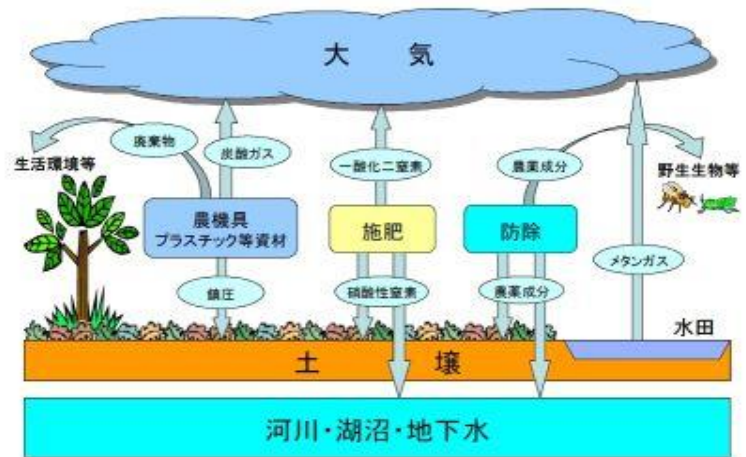 大 気
廃棄物
炭酸ガス
一酸化二窒素
農薬成分
生活環境等
野生生物等
農機具
プラスチック等資材
施肥
防除
メタンガス
鎮圧
硝酸性窒素
農薬成分
水田
土 壌
河川・湖沼・地下水